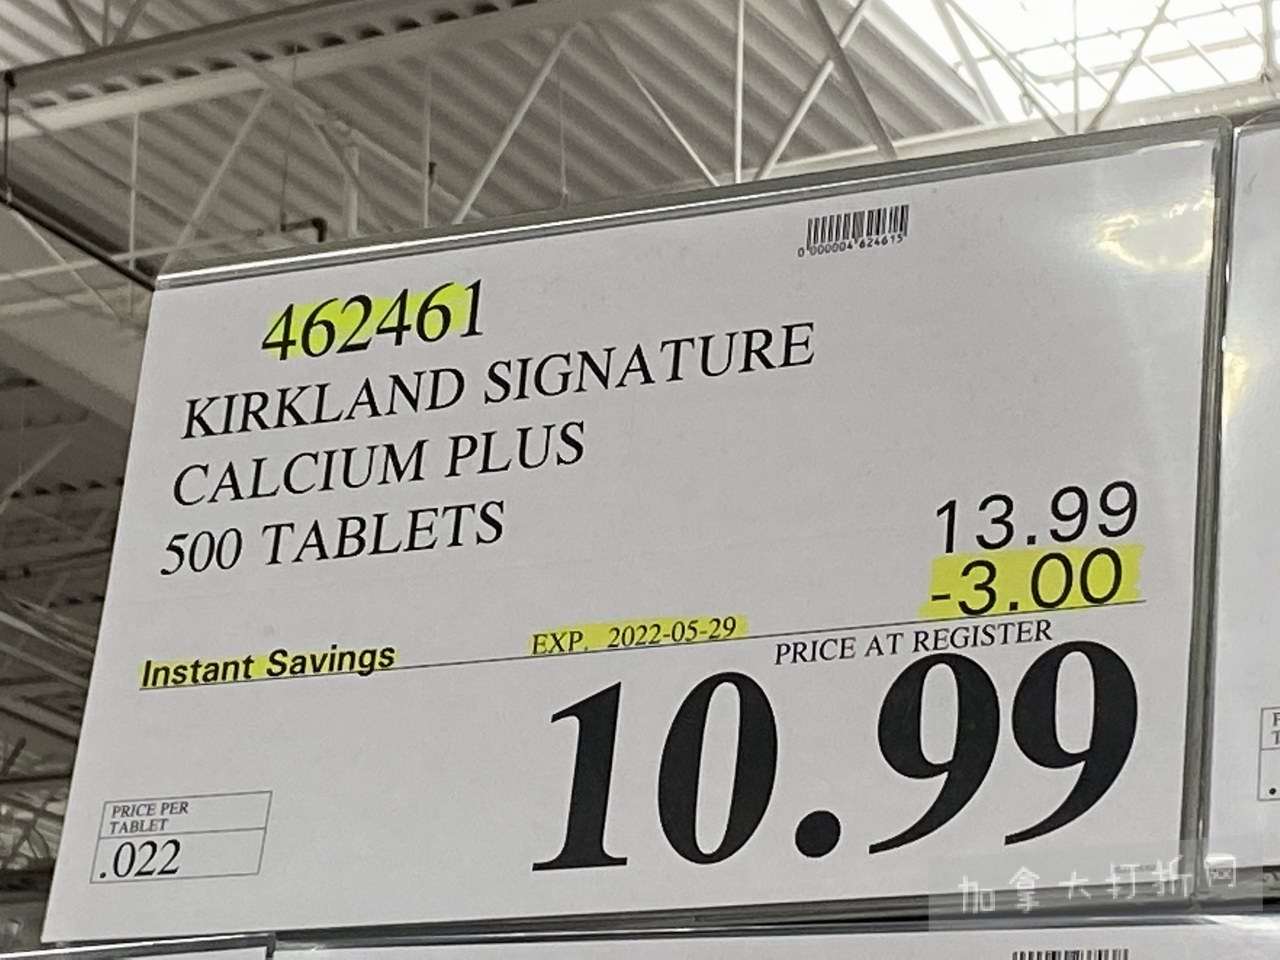 0 000004 624615
462461
KIRKLAND SIGNATURE
CALCIUM PLUS
500 TABLETS
13.99
-3.00
Instant Savings EXP. 2022-05-29
PRICE AT REGISTER
10.99
PRICE PER
TABLET
.022
加拿大打折网